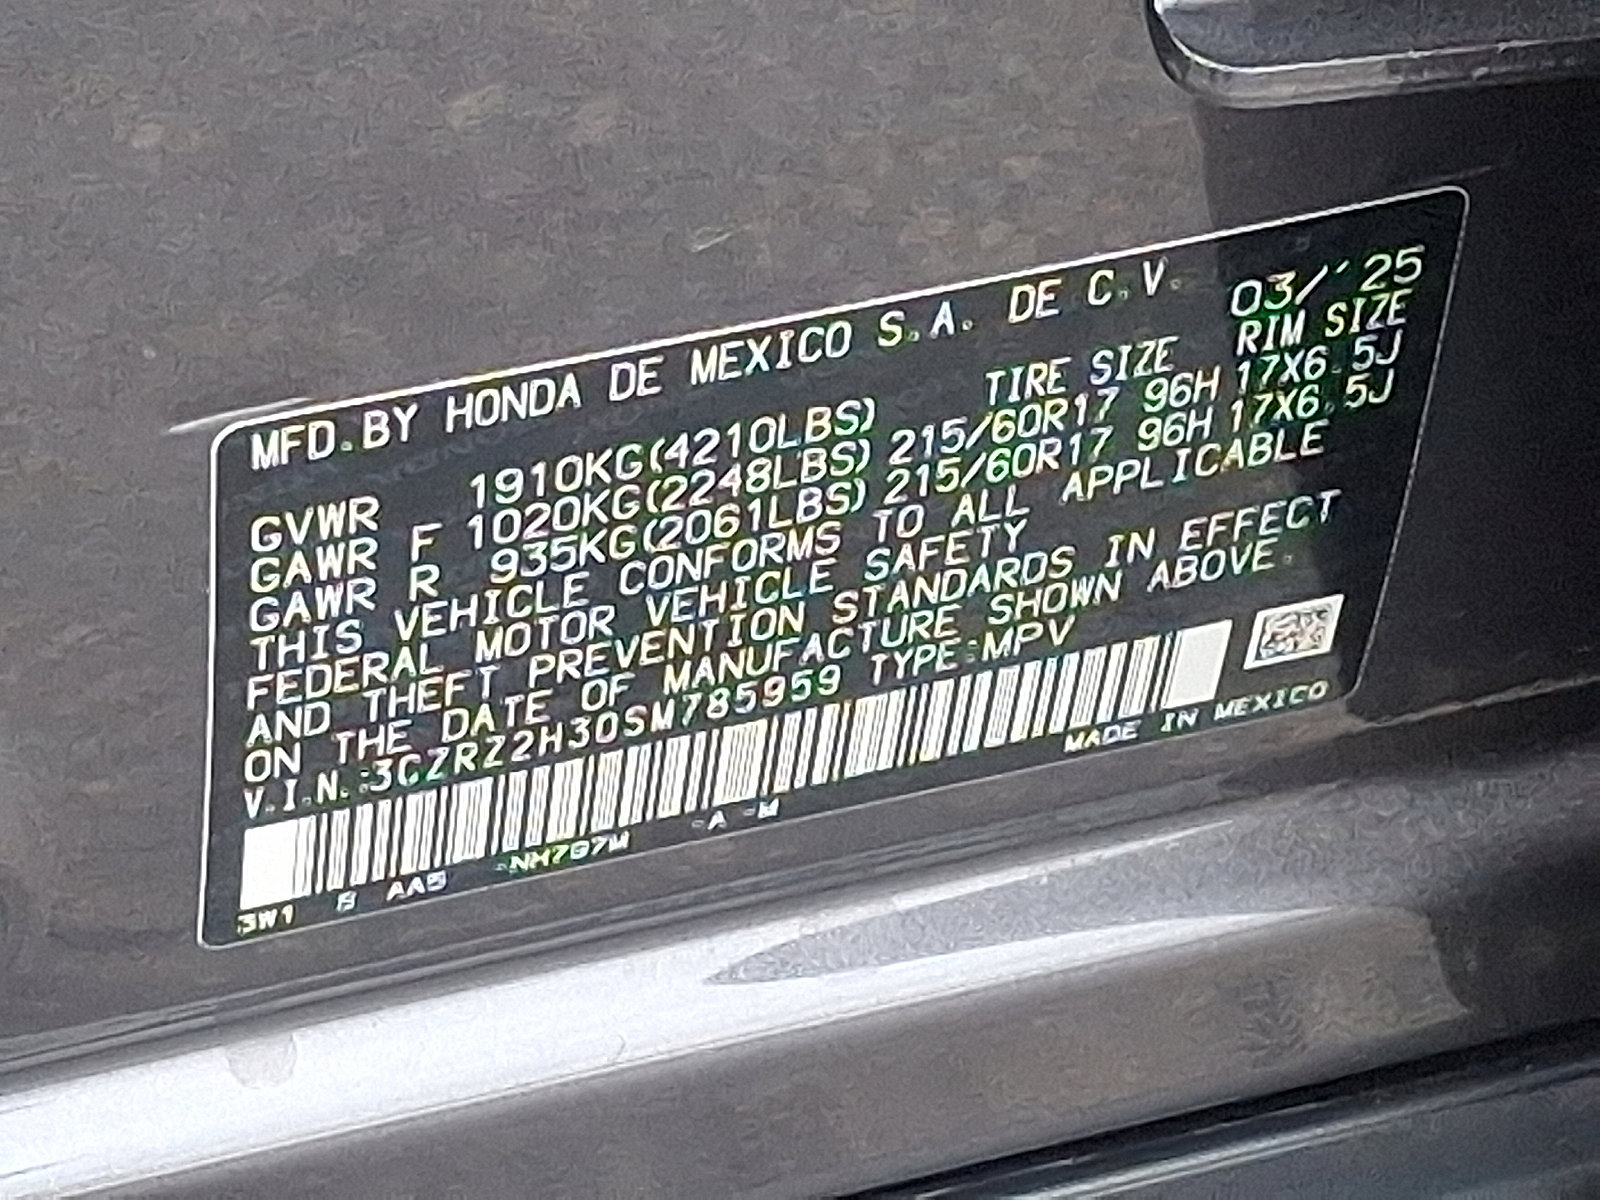 MFD.BY HONDA DE MEXICO S.A. DE C.V. 03/'25
TIRE SIZE RIM SIZE
GVWR 1910KG(4210LBS)
GAWR F 1020KG(2248LBS) 215/60R17 96H 17X6.5J
GAWR R 935KG(2061LBS) 215/60R17 96H 17X6.5J
THIS VEHICLE CONFORMS TO ALL APPLICABLE
FEDERAL MOTOR VEHICLE SAFETY
AND THEFT PREVENTION STANDARDS IN EFFECT
ON THE DATE OF MANUFACTURE SHOWN ABOVE.
V.I.N.:3CZRZ2H30SM785959 TYPE:MPV
MADE IN MEXICO
3W1 AA5 -A -M